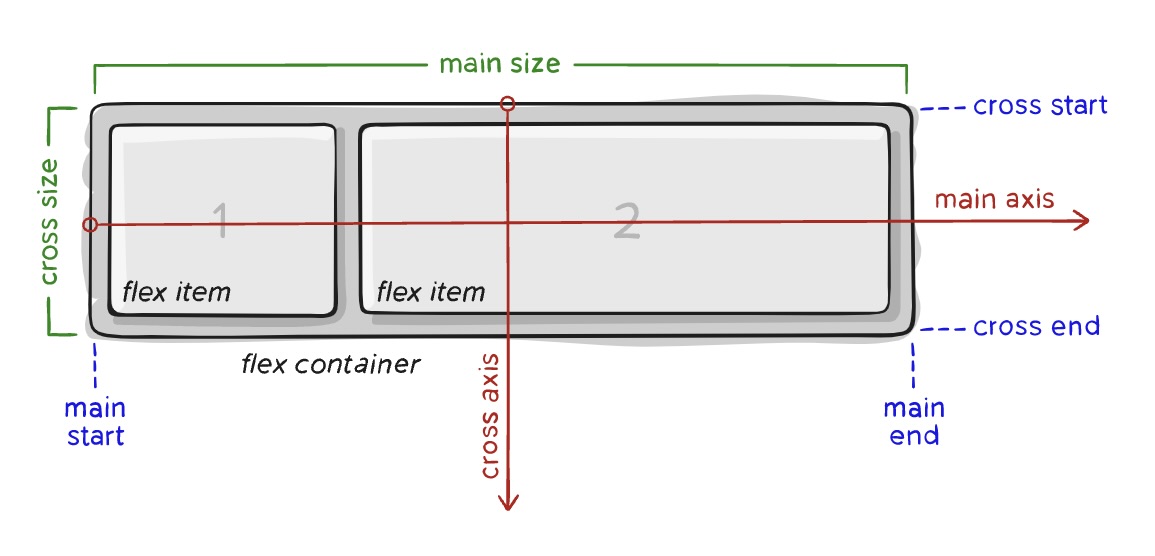 main size
cross start
cross size
main axis
1
2
flex item
flex item
cross end
flex container
cross axis
main
start
main
end